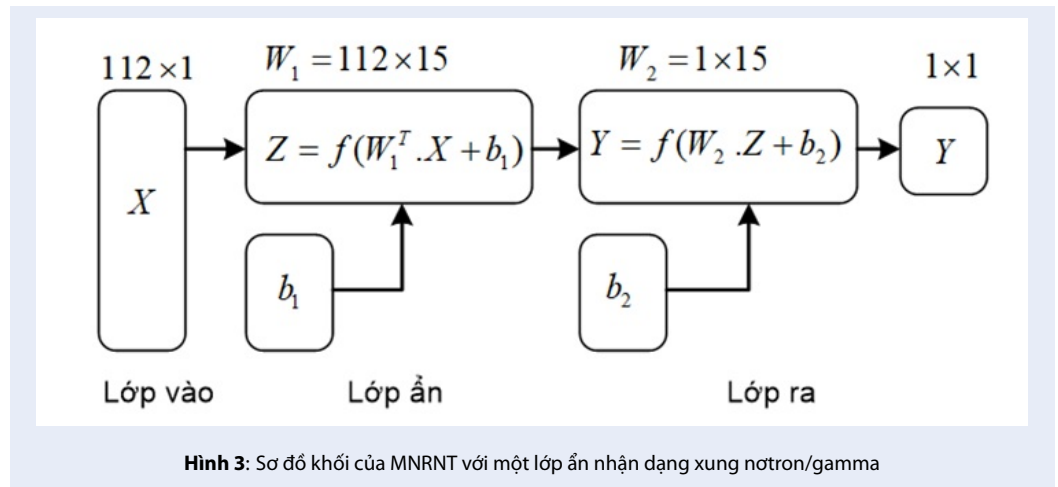 112×1
W₁ = 112×15
W₂ = 1×15
1×1
X
Z = f(W₁ᵀ.X + b₁)
Y = f(W₂.Z + b₂)
Y
b₁
b₂
Lớp vào
Lớp ẩn
Lớp ra
Hình 3: Sơ đồ khối của MNRNT với một lớp ẩn nhận dạng xung nơtron/gamma